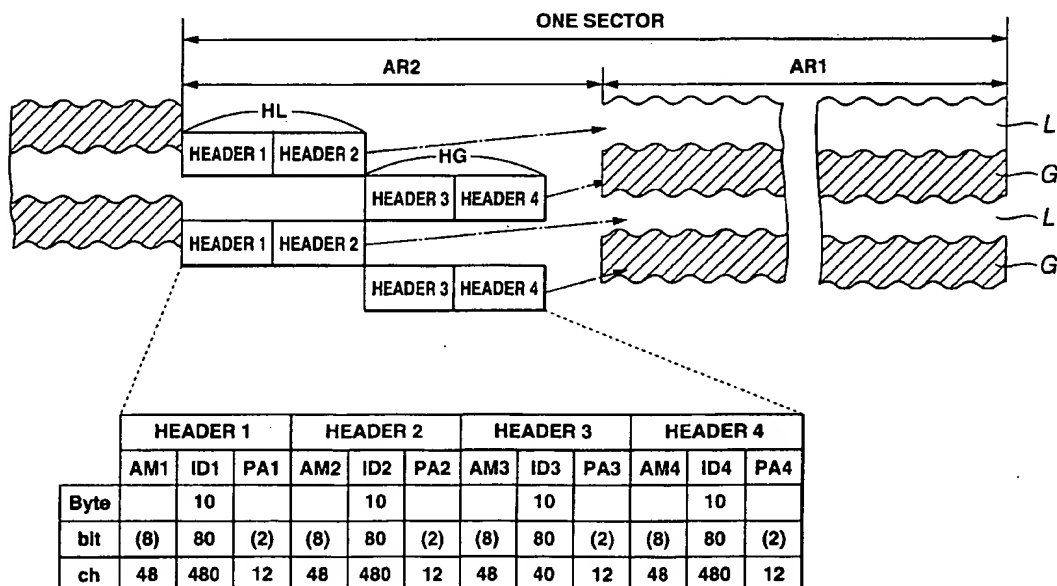 ONE SECTOR
AR2 AR1
HL
L
HEADER 1 HEADER 2 HG
G
HEADER 3 HEADER 4
L
HEADER 1 HEADER 2
G
HEADER 3 HEADER 4
HEADER 1 HEADER 2 HEADER 3 HEADER 4
AM1 ID1 PA1 AM2 ID2 PA2 AM3 ID3 PA3 AM4 ID4 PA4
Byte 10 10 10 10
bit (8) 80 (2) (8) 80 (2) (8) 80 (2) (8) 80 (2)
ch 48 480 12 48 480 12 48 40 12 48 480 12